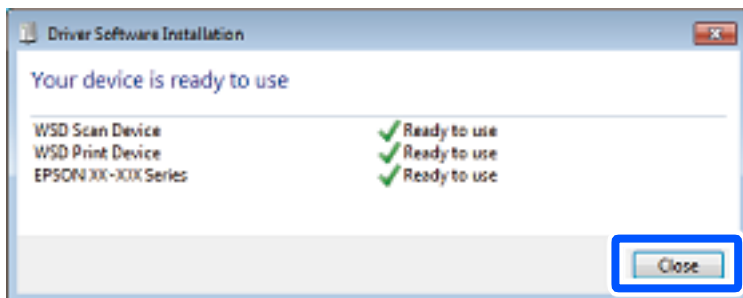 Driver Software Installation
Your device is ready to use
WSD Scan Device Ready to use
WSD Print Device Ready to use
EPSON XX-XXX Series Ready to use
Close